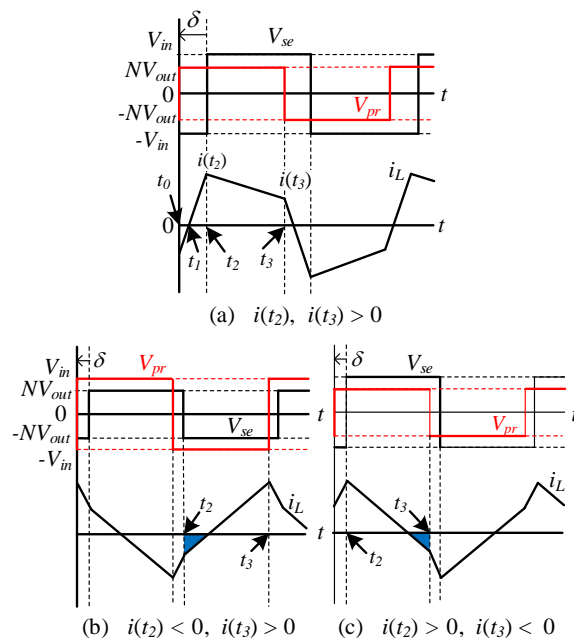 δ
V_in
V_se
NV_out
0
V_pr
t
-NV_out
-V_in
i(t_2)
i(t_3)
i_L
t_0
0
t
t_1
t_2
t_3
(a) i(t_2), i(t_3) > 0
δ
V_in
V_pr
NV_out
0
t
-NV_out
V_se
-V_in
t_2
i_L
t
t_3
(b) i(t_2) < 0, i(t_3) > 0
δ
V_se
t
V_pr
t_3
i_L
t_2
(c) i(t_2) > 0, i(t_3) < 0